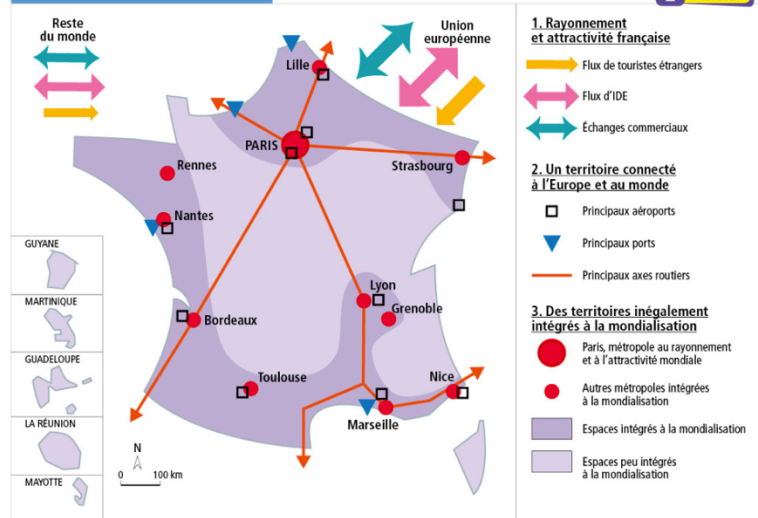 Reste
du monde
Union
européenne
Lille
PARIS
Strasbourg
Rennes
Nantes
Lyon
Grenoble
Bordeaux
Toulouse
Nice
Marseille
GUYANE
MARTINIQUE
GUADELOUPE
LA RÉUNION
MAYOTTE
N
0 100 km
1. Rayonnement
et attractivité française
Flux de touristes étrangers
Flux d'IDE
Échanges commerciaux
2. Un territoire connecté
à l'Europe et au monde
Principaux aéroports
Principaux ports
Principaux axes routiers
3. Des territoires inégalement
intégrés à la mondialisation
Paris, métropole au rayonnement
et à l'attractivité mondiale
Autres métropoles intégrées
à la mondialisation
Espaces intégrés à la mondialisation
Espaces peu intégrés
à la mondialisation